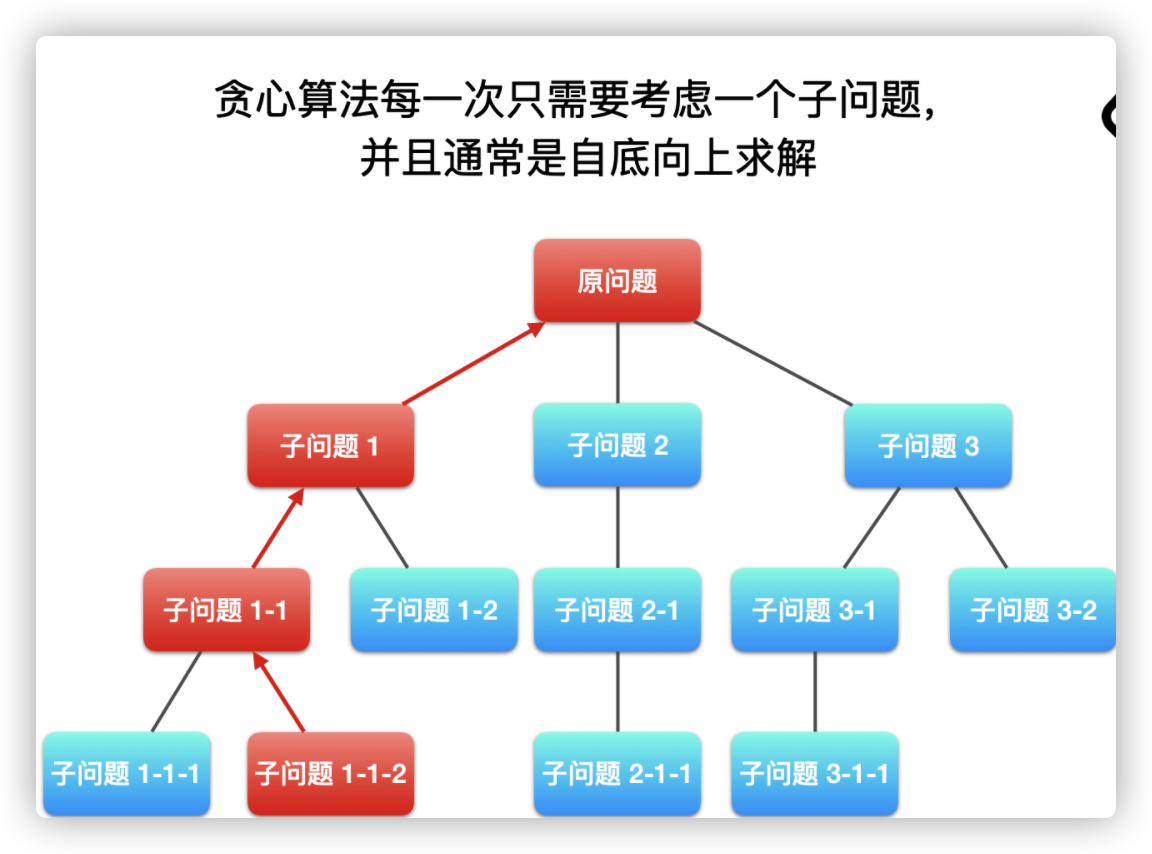 贪心算法每一次只需要考虑一个子问题，
并且通常是自底向上求解
原问题
子问题 1
子问题 2
子问题 3
子问题 1-1
子问题 1-2
子问题 2-1
子问题 3-1
子问题 3-2
子问题 1-1-1
子问题 1-1-2
子问题 2-1-1
子问题 3-1-1